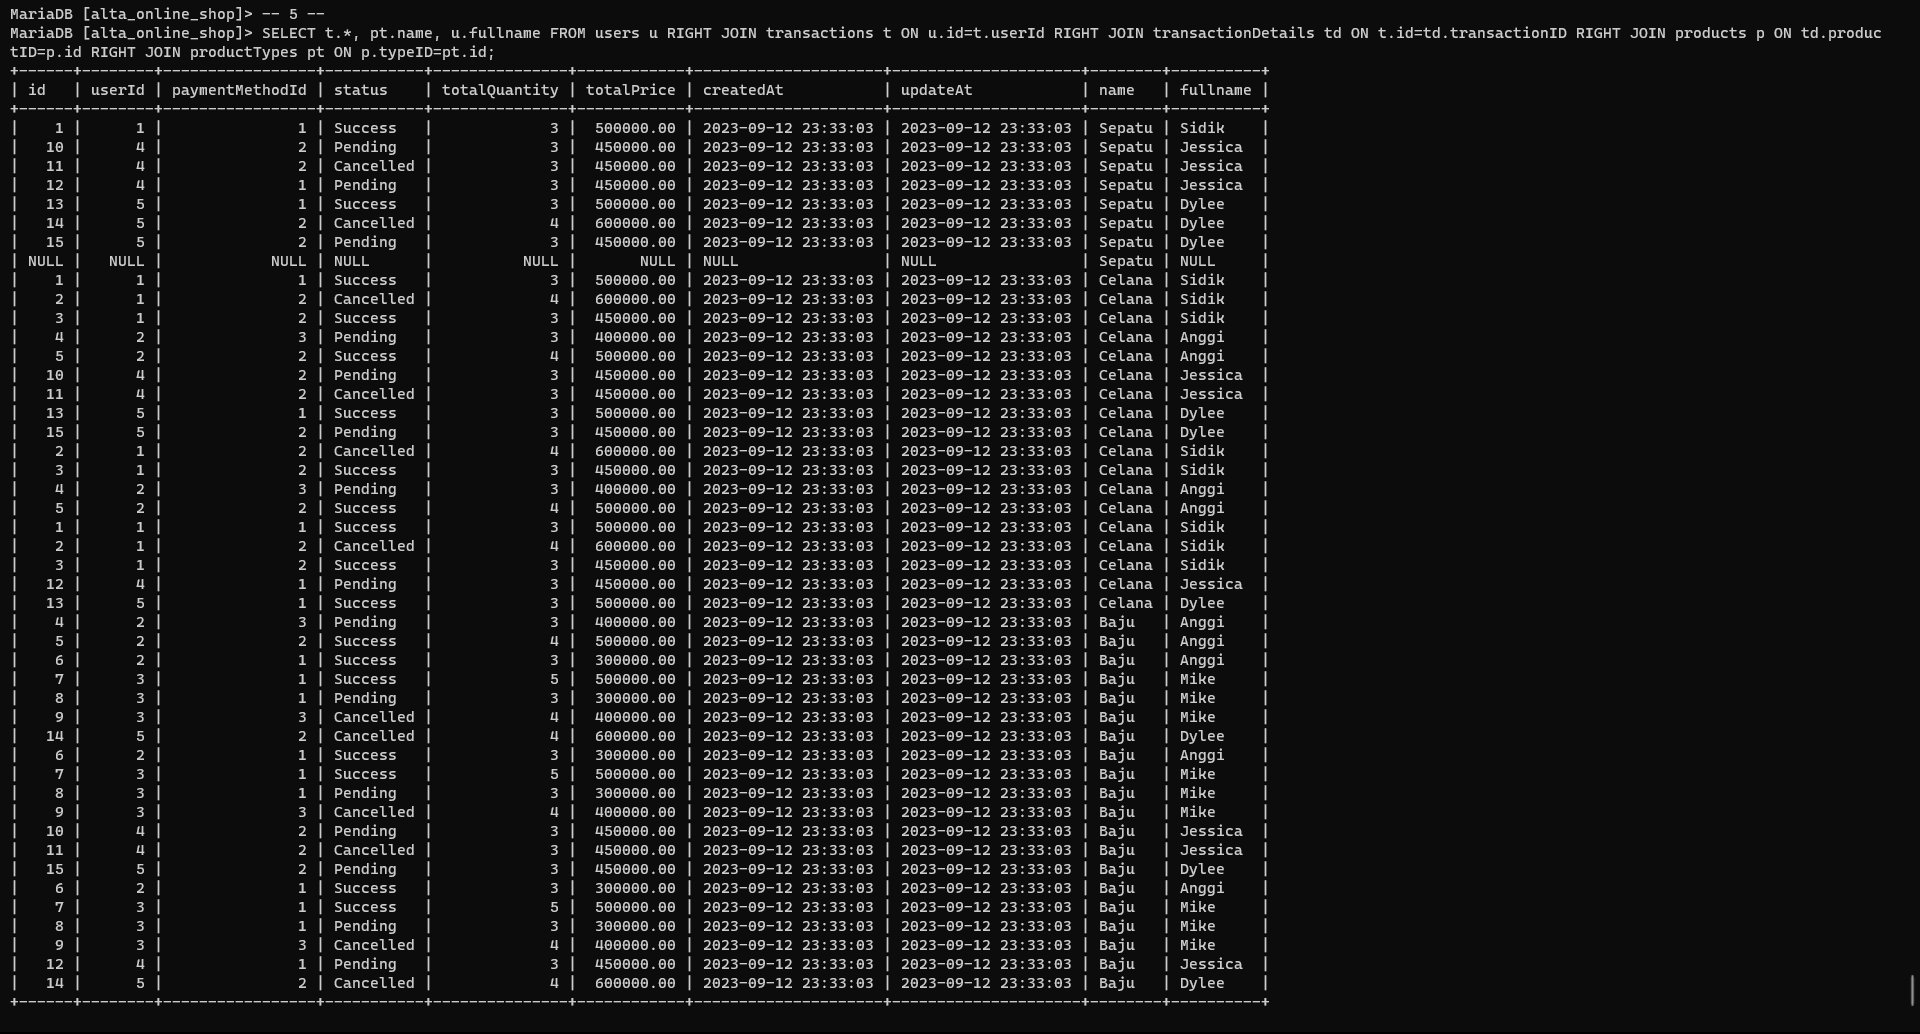 MariaDB [alta_online_shop]> -- 5 --
MariaDB [alta_online_shop]> SELECT t.*, pt.name, u.fullname FROM users u RIGHT JOIN transactions t ON u.id=t.userId RIGHT JOIN transactionDetails td ON t.id=td.transactionID RIGHT JOIN products p ON td.produc
tID=p.id RIGHT JOIN productTypes pt ON p.typeID=pt.id;
+------+--------+-----------------+-----------+---------------+------------+---------------------+---------------------+--------+----------+
| id   | userId | paymentMethodId | status    | totalQuantity | totalPrice | createdAt           | updateAt            | name   | fullname |
+------+--------+-----------------+-----------+---------------+------------+---------------------+---------------------+--------+----------+
|    1 |      1 |               1 | Success   |             3 |  500000.00 | 2023-09-12 23:33:03 | 2023-09-12 23:33:03 | Sepatu | Sidik    |
|   10 |      4 |               2 | Pending   |             3 |  450000.00 | 2023-09-12 23:33:03 | 2023-09-12 23:33:03 | Sepatu | Jessica  |
|   11 |      4 |               2 | Cancelled |             3 |  450000.00 | 2023-09-12 23:33:03 | 2023-09-12 23:33:03 | Sepatu | Jessica  |
|   12 |      4 |               1 | Pending   |             3 |  450000.00 | 2023-09-12 23:33:03 | 2023-09-12 23:33:03 | Sepatu | Jessica  |
|   13 |      5 |               1 | Success   |             3 |  500000.00 | 2023-09-12 23:33:03 | 2023-09-12 23:33:03 | Sepatu | Dylee    |
|   14 |      5 |               2 | Cancelled |             4 |  600000.00 | 2023-09-12 23:33:03 | 2023-09-12 23:33:03 | Sepatu | Dylee    |
|   15 |      5 |               2 | Pending   |             3 |  450000.00 | 2023-09-12 23:33:03 | 2023-09-12 23:33:03 | Sepatu | Dylee    |
| NULL |   NULL |            NULL | NULL      |          NULL |       NULL | NULL                | NULL                | Sepatu | NULL     |
|    1 |      1 |               1 | Success   |             3 |  500000.00 | 2023-09-12 23:33:03 | 2023-09-12 23:33:03 | Celana | Sidik    |
|    2 |      1 |               2 | Cancelled |             4 |  600000.00 | 2023-09-12 23:33:03 | 2023-09-12 23:33:03 | Celana | Sidik    |
|    3 |      1 |               2 | Success   |             3 |  450000.00 | 2023-09-12 23:33:03 | 2023-09-12 23:33:03 | Celana | Sidik    |
|    4 |      2 |               3 | Pending   |             3 |  400000.00 | 2023-09-12 23:33:03 | 2023-09-12 23:33:03 | Celana | Anggi    |
|    5 |      2 |               2 | Success   |             4 |  500000.00 | 2023-09-12 23:33:03 | 2023-09-12 23:33:03 | Celana | Anggi    |
|   10 |      4 |               2 | Pending   |             3 |  450000.00 | 2023-09-12 23:33:03 | 2023-09-12 23:33:03 | Celana | Jessica  |
|   11 |      4 |               2 | Cancelled |             3 |  450000.00 | 2023-09-12 23:33:03 | 2023-09-12 23:33:03 | Celana | Jessica  |
|   13 |      5 |               1 | Success   |             3 |  500000.00 | 2023-09-12 23:33:03 | 2023-09-12 23:33:03 | Celana | Dylee    |
|   15 |      5 |               2 | Pending   |             3 |  450000.00 | 2023-09-12 23:33:03 | 2023-09-12 23:33:03 | Celana | Dylee    |
|    2 |      1 |               2 | Cancelled |             4 |  600000.00 | 2023-09-12 23:33:03 | 2023-09-12 23:33:03 | Celana | Sidik    |
|    3 |      1 |               2 | Success   |             3 |  450000.00 | 2023-09-12 23:33:03 | 2023-09-12 23:33:03 | Celana | Sidik    |
|    4 |      2 |               3 | Pending   |             3 |  400000.00 | 2023-09-12 23:33:03 | 2023-09-12 23:33:03 | Celana | Anggi    |
|    5 |      2 |               2 | Success   |             4 |  500000.00 | 2023-09-12 23:33:03 | 2023-09-12 23:33:03 | Celana | Anggi    |
|    1 |      1 |               1 | Success   |             3 |  500000.00 | 2023-09-12 23:33:03 | 2023-09-12 23:33:03 | Celana | Sidik    |
|    2 |      1 |               2 | Cancelled |             4 |  600000.00 | 2023-09-12 23:33:03 | 2023-09-12 23:33:03 | Celana | Sidik    |
|    3 |      1 |               2 | Success   |             3 |  450000.00 | 2023-09-12 23:33:03 | 2023-09-12 23:33:03 | Celana | Sidik    |
|   12 |      4 |               1 | Pending   |             3 |  450000.00 | 2023-09-12 23:33:03 | 2023-09-12 23:33:03 | Celana | Jessica  |
|   13 |      5 |               1 | Success   |             3 |  500000.00 | 2023-09-12 23:33:03 | 2023-09-12 23:33:03 | Celana | Dylee    |
|    4 |      2 |               3 | Pending   |             3 |  400000.00 | 2023-09-12 23:33:03 | 2023-09-12 23:33:03 | Baju   | Anggi    |
|    5 |      2 |               2 | Success   |             4 |  500000.00 | 2023-09-12 23:33:03 | 2023-09-12 23:33:03 | Baju   | Anggi    |
|    6 |      2 |               1 | Success   |             3 |  300000.00 | 2023-09-12 23:33:03 | 2023-09-12 23:33:03 | Baju   | Anggi    |
|    7 |      3 |               1 | Success   |             5 |  500000.00 | 2023-09-12 23:33:03 | 2023-09-12 23:33:03 | Baju   | Mike     |
|    8 |      3 |               1 | Pending   |             3 |  300000.00 | 2023-09-12 23:33:03 | 2023-09-12 23:33:03 | Baju   | Mike     |
|    9 |      3 |               3 | Cancelled |             4 |  400000.00 | 2023-09-12 23:33:03 | 2023-09-12 23:33:03 | Baju   | Mike     |
|   14 |      5 |               2 | Cancelled |             4 |  600000.00 | 2023-09-12 23:33:03 | 2023-09-12 23:33:03 | Baju   | Dylee    |
|    6 |      2 |               1 | Success   |             3 |  300000.00 | 2023-09-12 23:33:03 | 2023-09-12 23:33:03 | Baju   | Anggi    |
|    7 |      3 |               1 | Success   |             5 |  500000.00 | 2023-09-12 23:33:03 | 2023-09-12 23:33:03 | Baju   | Mike     |
|    8 |      3 |               1 | Pending   |             3 |  300000.00 | 2023-09-12 23:33:03 | 2023-09-12 23:33:03 | Baju   | Mike     |
|    9 |      3 |               3 | Cancelled |             4 |  400000.00 | 2023-09-12 23:33:03 | 2023-09-12 23:33:03 | Baju   | Mike     |
|   10 |      4 |               2 | Pending   |             3 |  450000.00 | 2023-09-12 23:33:03 | 2023-09-12 23:33:03 | Baju   | Jessica  |
|   11 |      4 |               2 | Cancelled |             3 |  450000.00 | 2023-09-12 23:33:03 | 2023-09-12 23:33:03 | Baju   | Jessica  |
|   15 |      5 |               2 | Pending   |             3 |  450000.00 | 2023-09-12 23:33:03 | 2023-09-12 23:33:03 | Baju   | Dylee    |
|    6 |      2 |               1 | Success   |             3 |  300000.00 | 2023-09-12 23:33:03 | 2023-09-12 23:33:03 | Baju   | Anggi    |
|    7 |      3 |               1 | Success   |             5 |  500000.00 | 2023-09-12 23:33:03 | 2023-09-12 23:33:03 | Baju   | Mike     |
|    8 |      3 |               1 | Pending   |             3 |  300000.00 | 2023-09-12 23:33:03 | 2023-09-12 23:33:03 | Baju   | Mike     |
|    9 |      3 |               3 | Cancelled |             4 |  400000.00 | 2023-09-12 23:33:03 | 2023-09-12 23:33:03 | Baju   | Mike     |
|   12 |      4 |               1 | Pending   |             3 |  450000.00 | 2023-09-12 23:33:03 | 2023-09-12 23:33:03 | Baju   | Jessica  |
|   14 |      5 |               2 | Cancelled |             4 |  600000.00 | 2023-09-12 23:33:03 | 2023-09-12 23:33:03 | Baju   | Dylee    |
+------+--------+-----------------+-----------+---------------+------------+---------------------+---------------------+--------+----------+